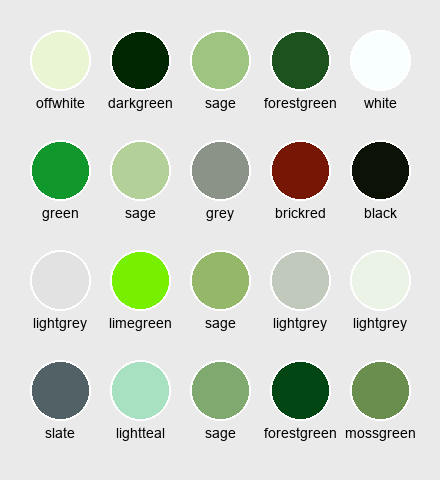 offwhite darkgreen sage forestgreen white
green sage grey brickred black
lightgrey limegreen sage lightgrey lightgrey
slate lightteal sage forestgreen mossgreen